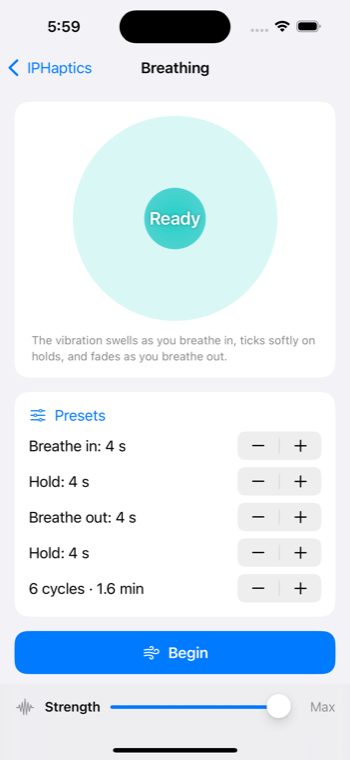 5:59
IPHaptics
Breathing
Ready
The vibration swells as you breathe in, ticks softly on
holds, and fades as you breathe out.
Presets
Breathe in: 4 s
Hold: 4 s
Breathe out: 4 s
Hold: 4 s
6 cycles · 1.6 min
Begin
Strength
Max